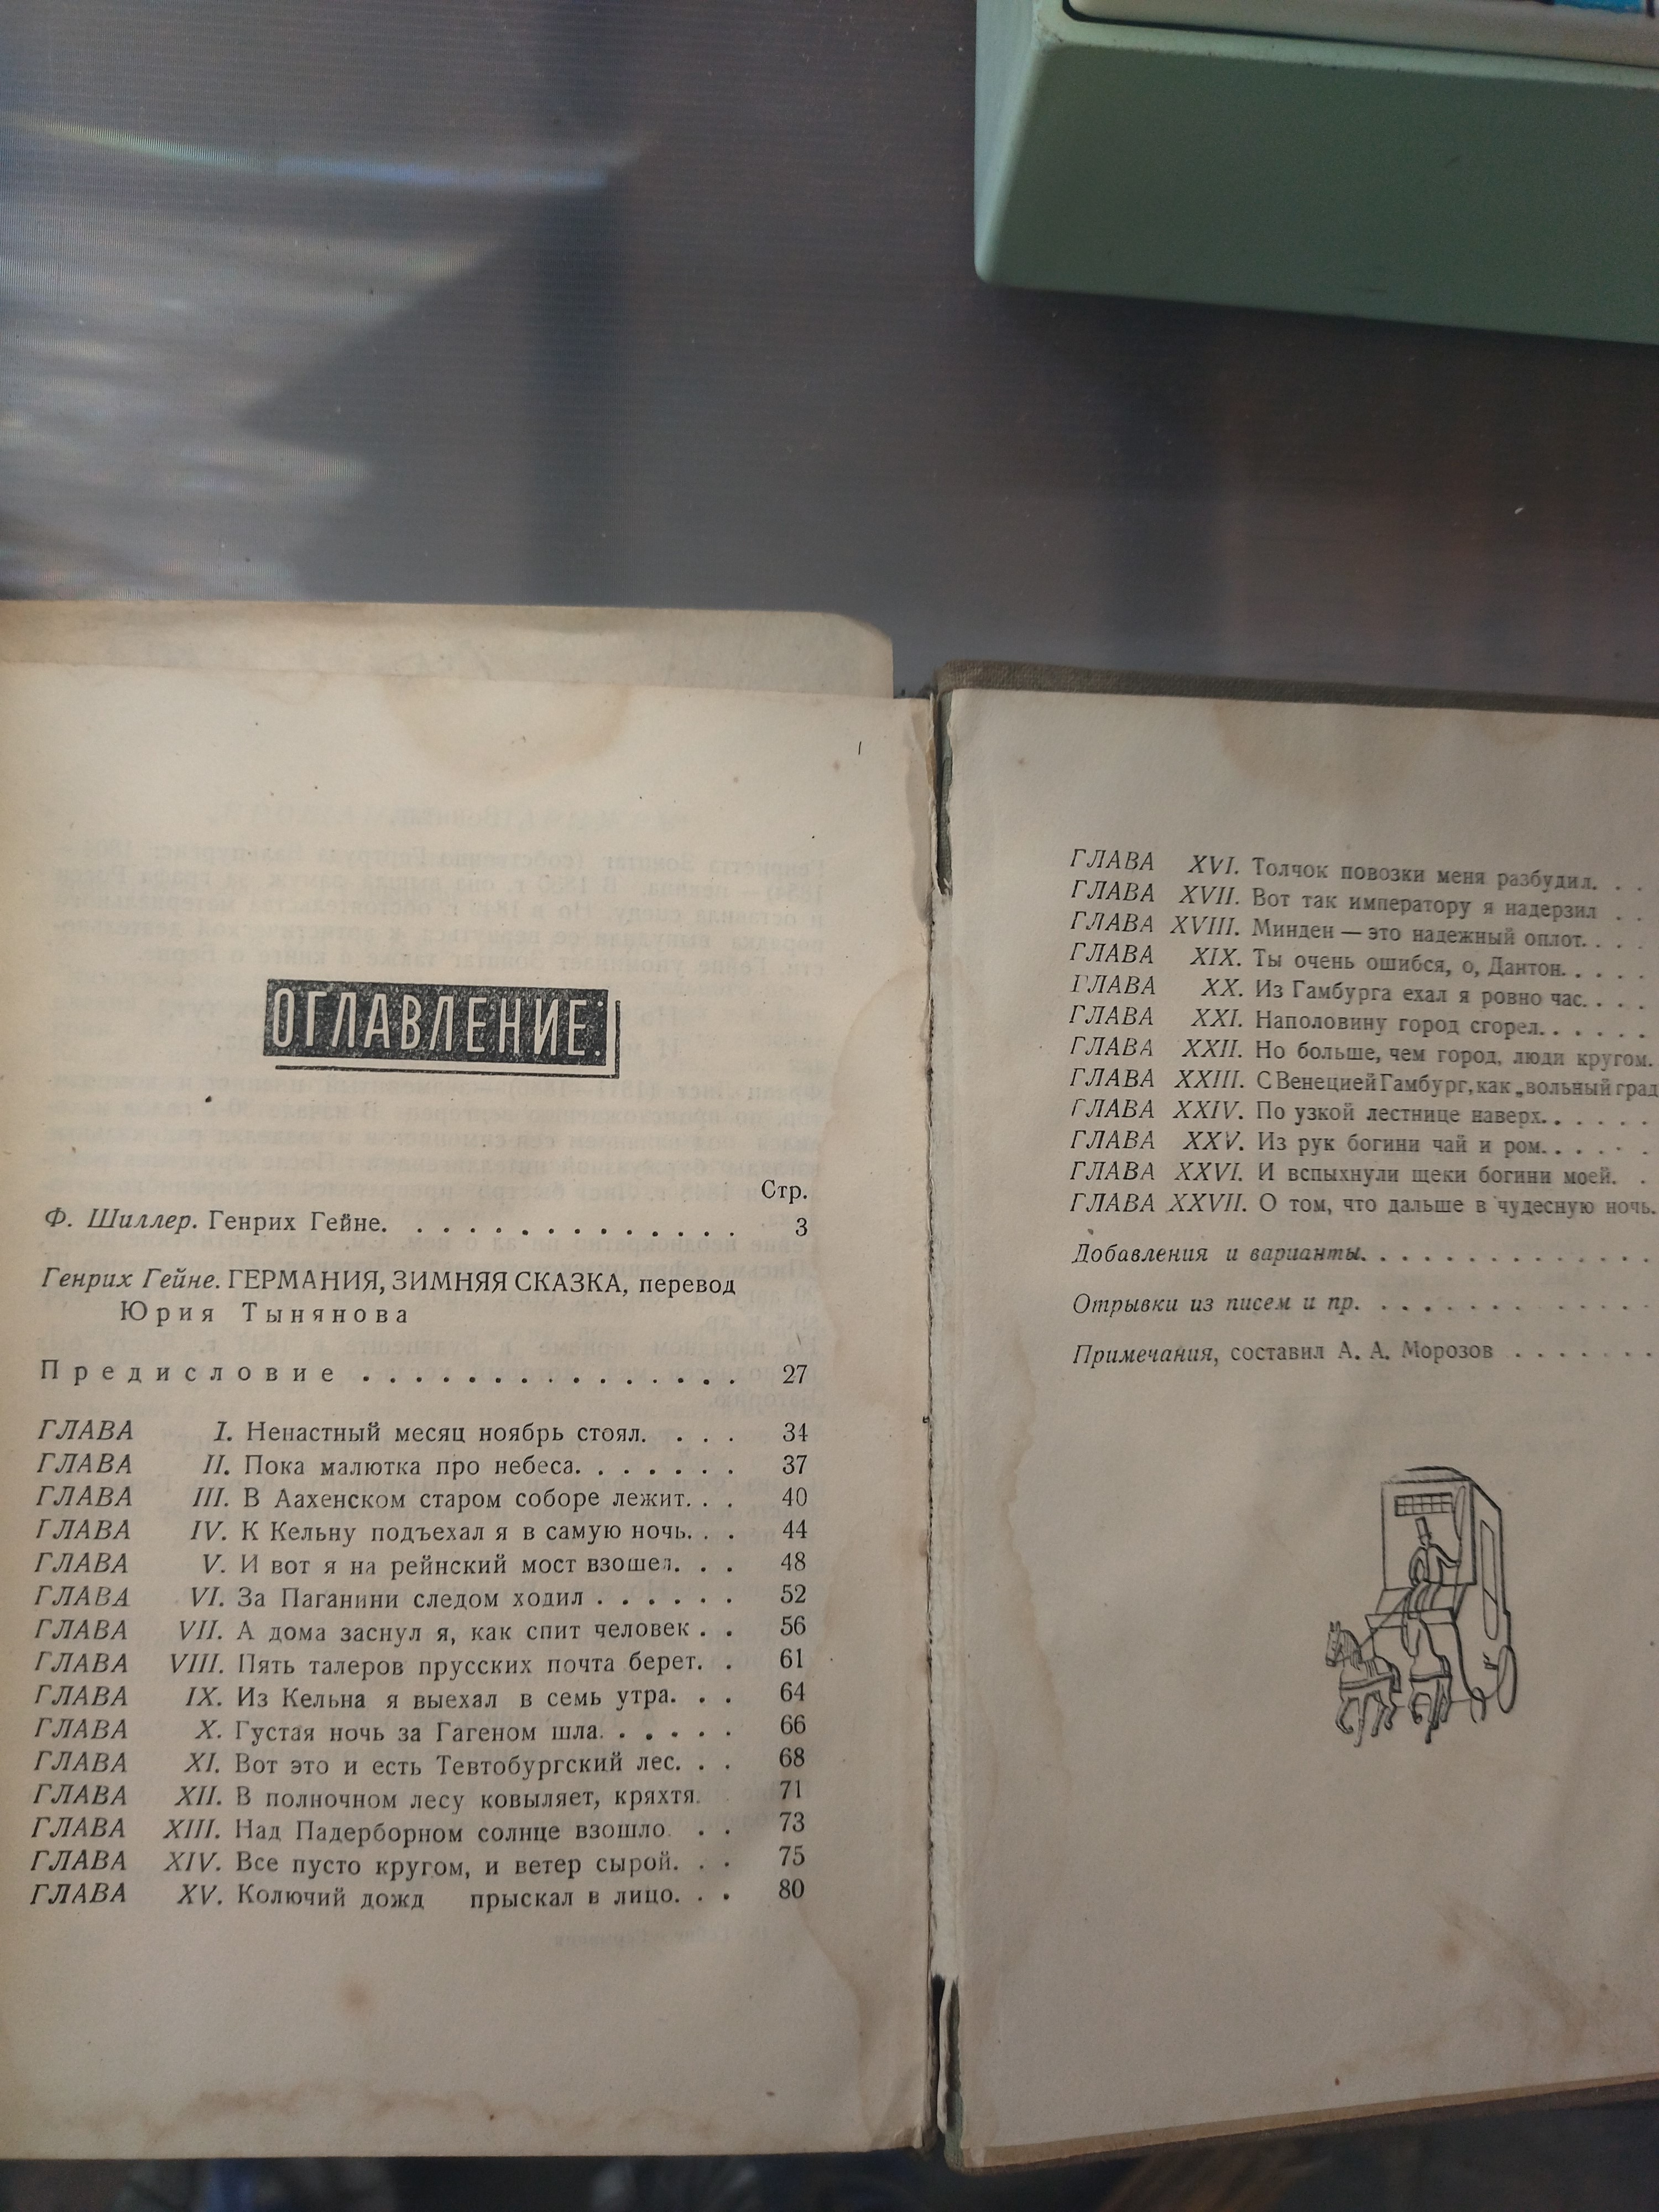 ОГЛАВЛЕНИЕ:
Стр.
Ф. Шиллер. Генрих Гейне. . . . . . . . . . . . . . 3
Генрих Гейне. ГЕРМАНИЯ, ЗИМНЯЯ СКАЗКА, перевод
Юрия Тынянова
Предисловие . . . . . . . . . . . . . . . 27
ГЛАВА I. Ненастный месяц ноябрь стоял. . . . 34
ГЛАВА II. Пока малютка про небеса. . . . . . . 37
ГЛАВА III. В Аахенском старом соборе лежит. . . 40
ГЛАВА IV. К Кельну подъехал я в самую ночь. . . 44
ГЛАВА V. И вот я на рейнский мост взошел. . . 48
ГЛАВА VI. За Паганини следом ходил . . . . . . 52
ГЛАВА VII. А дома заснул я, как спит человек . . 56
ГЛАВА VIII. Пять талеров прусских почта берет. . 61
ГЛАВА IX. Из Кельна я выехал в семь утра. . . 64
ГЛАВА X. Густая ночь за Гагеном шла. . . . . . 66
ГЛАВА XI. Вот это и есть Тевтобургский лес. . . 68
ГЛАВА XII. В полночном лесу ковыляет, кряхтя. 71
ГЛАВА XIII. Над Падерборном солнце взошло. . . 73
ГЛАВА XIV. Все пусто кругом, и ветер сырой. . . 75
ГЛАВА XV. Колючий дожд прыскал в лицо. . . 80
ГЛАВА XVI. Толчок повозки меня разбудил. . .
ГЛАВА XVII. Вот так императору я надерзил . .
ГЛАВА XVIII. Минден — это надежный оплот. . . .
ГЛАВА XIX. Ты очень ошибся, о, Дантон. . . . .
ГЛАВА XX. Из Гамбурга ехал я ровно час. . . .
ГЛАВА XXI. Наполовину город сгорел. . . . . .
ГЛАВА XXII. Но больше, чем город, люди кругом.
ГЛАВА XXIII. С Венецией Гамбург, как „вольный град
ГЛАВА XXIV. По узкой лестнице наверх. . . . . .
ГЛАВА XXV. Из рук богини чай и ром. . . . . .
ГЛАВА XXVI. И вспыхнули щеки богини моей. .
ГЛАВА XXVII. О том, что дальше в чудесную ночь.
Добавления и варианты. . . . . . . . . . . . .
Отрывки из писем и пр. . . . . . . . . . . . .
Примечания, составил А. А. Морозов . . . . . . .